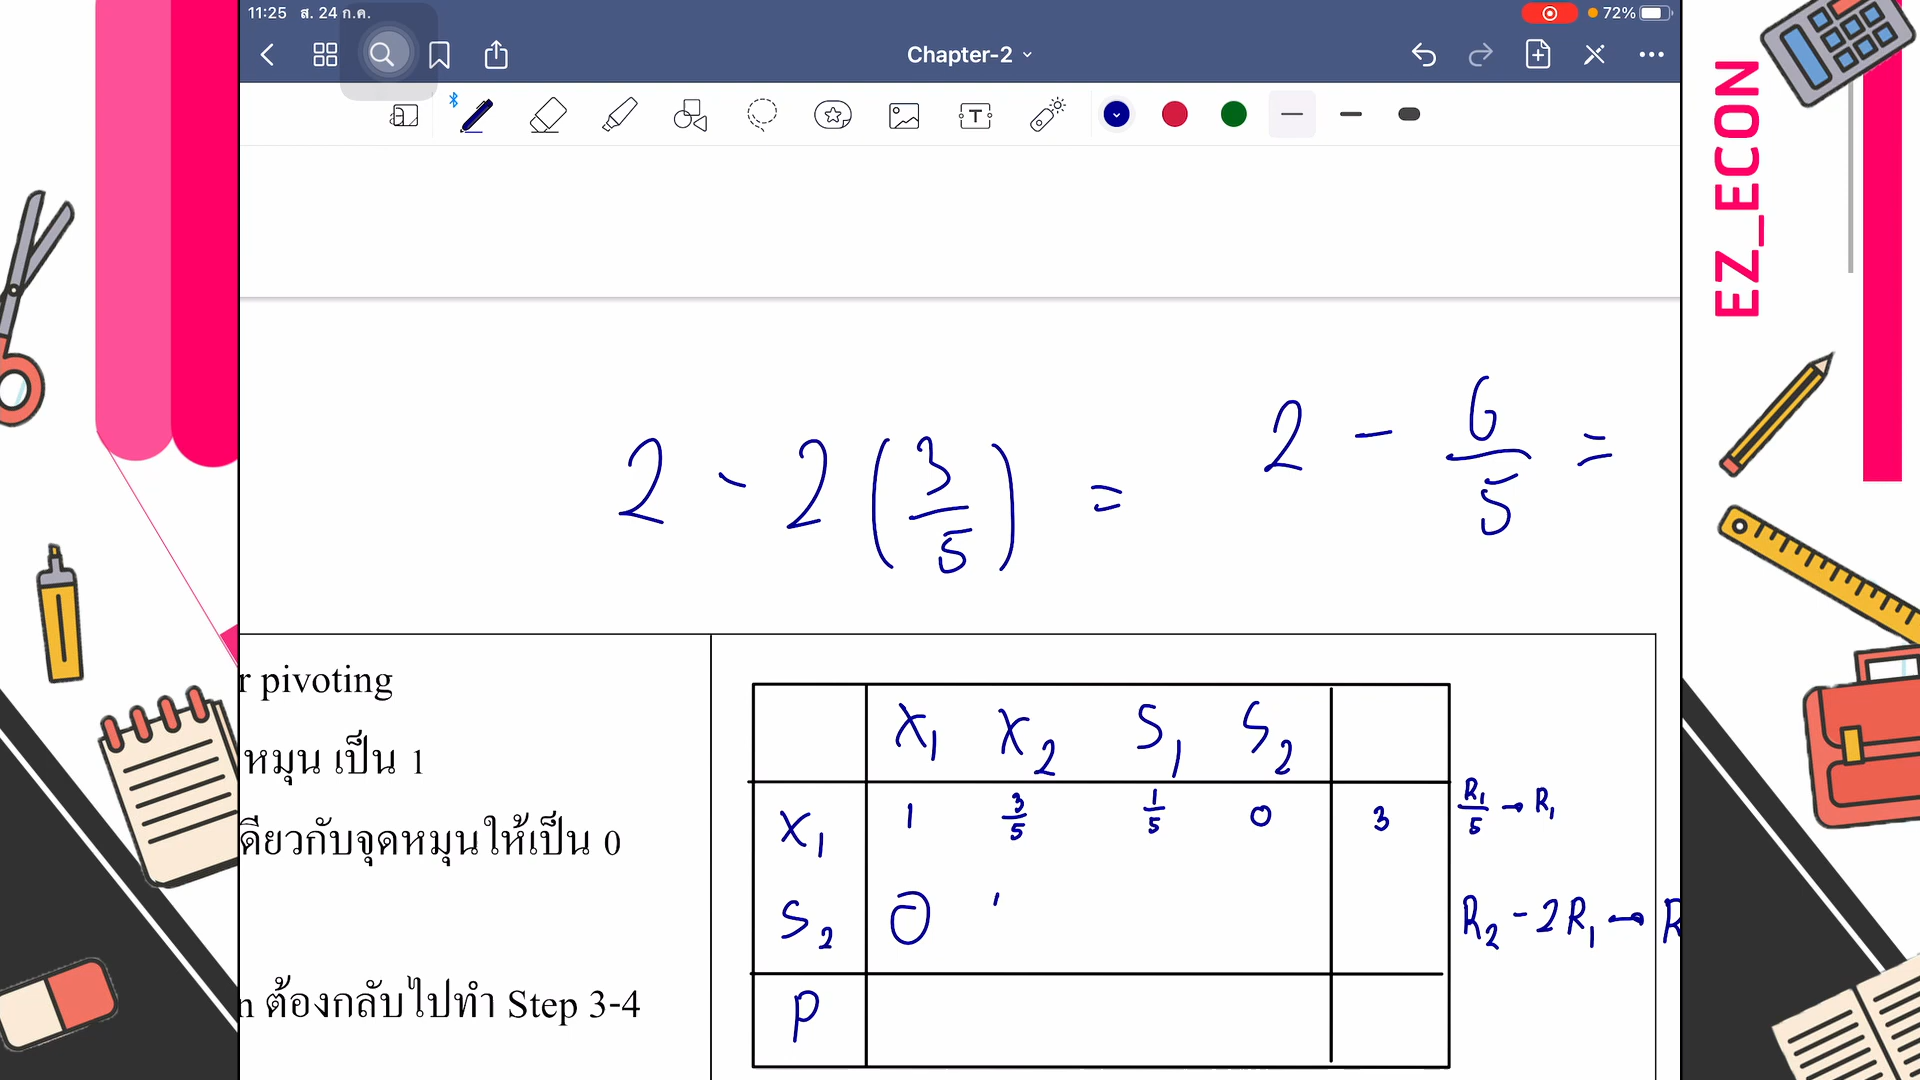 11:25 ส. 24 ก.ค.
72%
Chapter-2
EZ_ECON
2 - 2 (3/5) = 2 - 6/5 =
r pivoting
หมุน เป็น 1
ดียวกับจุดหมุนให้เป็น 0
n ต้องกลับไปทำ Step 3-4
X1 X2 S1 S2
X1 1 3/5 1/5 0 3 R1/5 → R1
S2 0 R2 - 2R1 → R
P